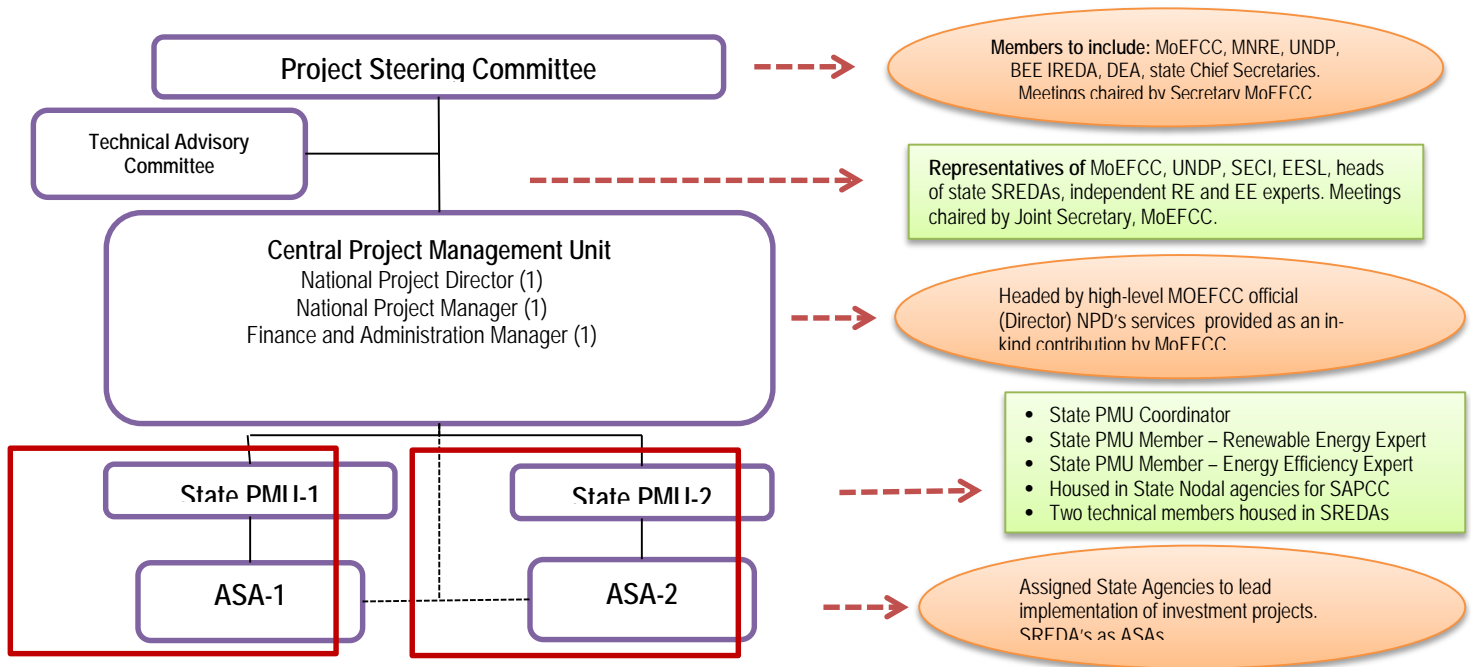 Project Steering Committee
Members to include: MoEFCC, MNRE, UNDP,
BEE IREDA, DEA, state Chief Secretaries.
Meetings chaired by Secretary MoEFCC
Technical Advisory
Committee
Representatives of MoEFCC, UNDP, SECI, EESL, heads
of state SREDAs, independent RE and EE experts. Meetings
chaired by Joint Secretary, MoEFCC.
Central Project Management Unit
National Project Director (1)
National Project Manager (1)
Finance and Administration Manager (1)
Headed by high-level MOEFCC official
(Director) NPD's services provided as an in-
kind contribution by MoEFCC
• State PMU Coordinator
• State PMU Member – Renewable Energy Expert
• State PMU Member – Energy Efficiency Expert
• Housed in State Nodal agencies for SAPCC
• Two technical members housed in SREDAs
State PMU-1
State PMU-2
ASA-1
ASA-2
Assigned State Agencies to lead
implementation of investment projects.
SREDA's as ASAs